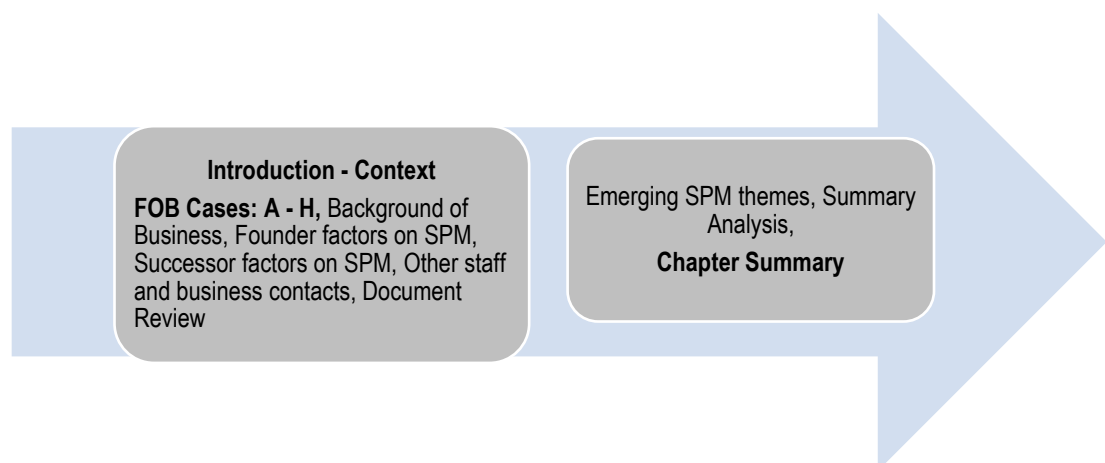 Introduction - Context
FOB Cases: A - H, Background of
Business, Founder factors on SPM,
Successor factors on SPM, Other staff
and business contacts, Document
Review
Emerging SPM themes, Summary
Analysis,
Chapter Summary